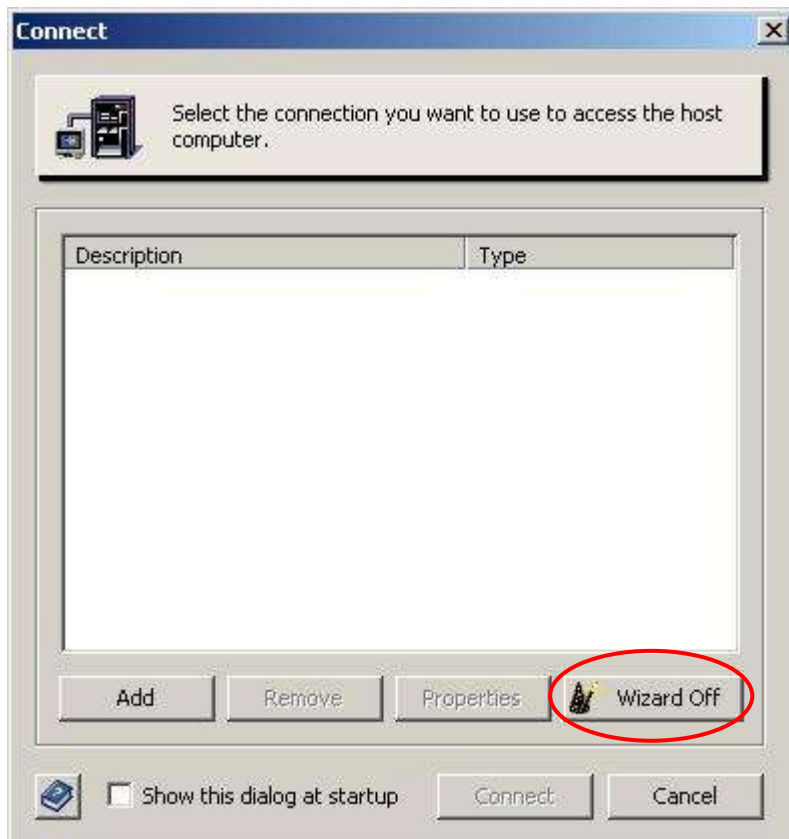 Connect
Select the connection you want to use to access the host
computer.
Description Type
Add Remove Properties Wizard Off
Show this dialog at startup Connect Cancel